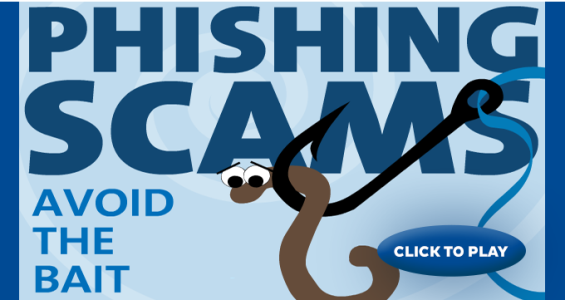 PHISHING
SCAMS
AVOID
THE
BAIT
CLICK TO PLAY